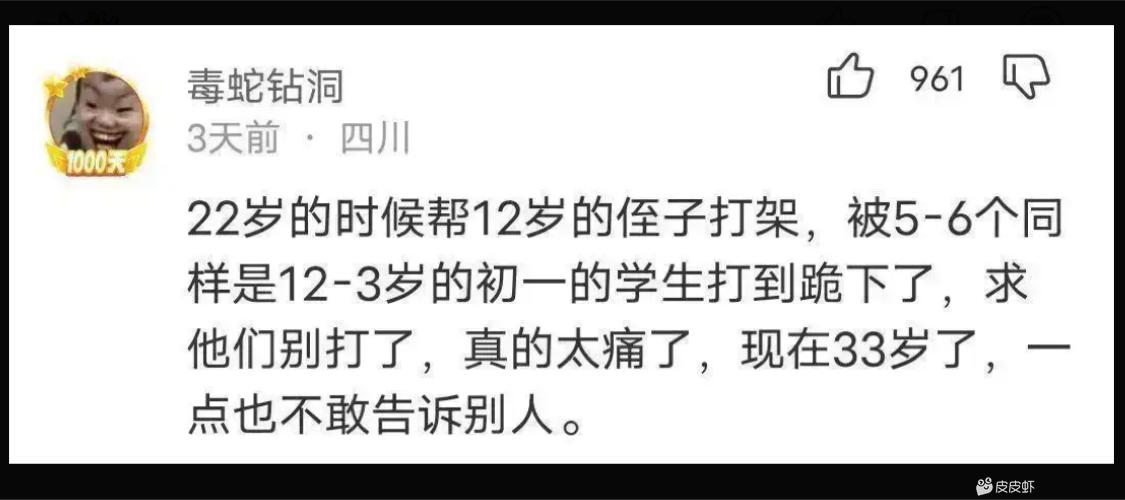 毒蛇钻洞
961
3天前 · 四川
1000天
22岁的时候帮12岁的侄子打架，被5-6个同
样是12-3岁的初一的学生打到跪下了，求
他们别打了，真的太痛了，现在33岁了，一
点也不敢告诉别人。
皮皮虾